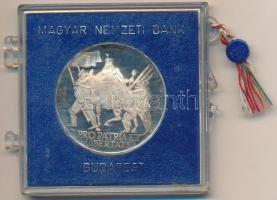 MAGYAR NEMZETI BANK
PRO PATRIA ET
LIBERTATE
BUDAPEST